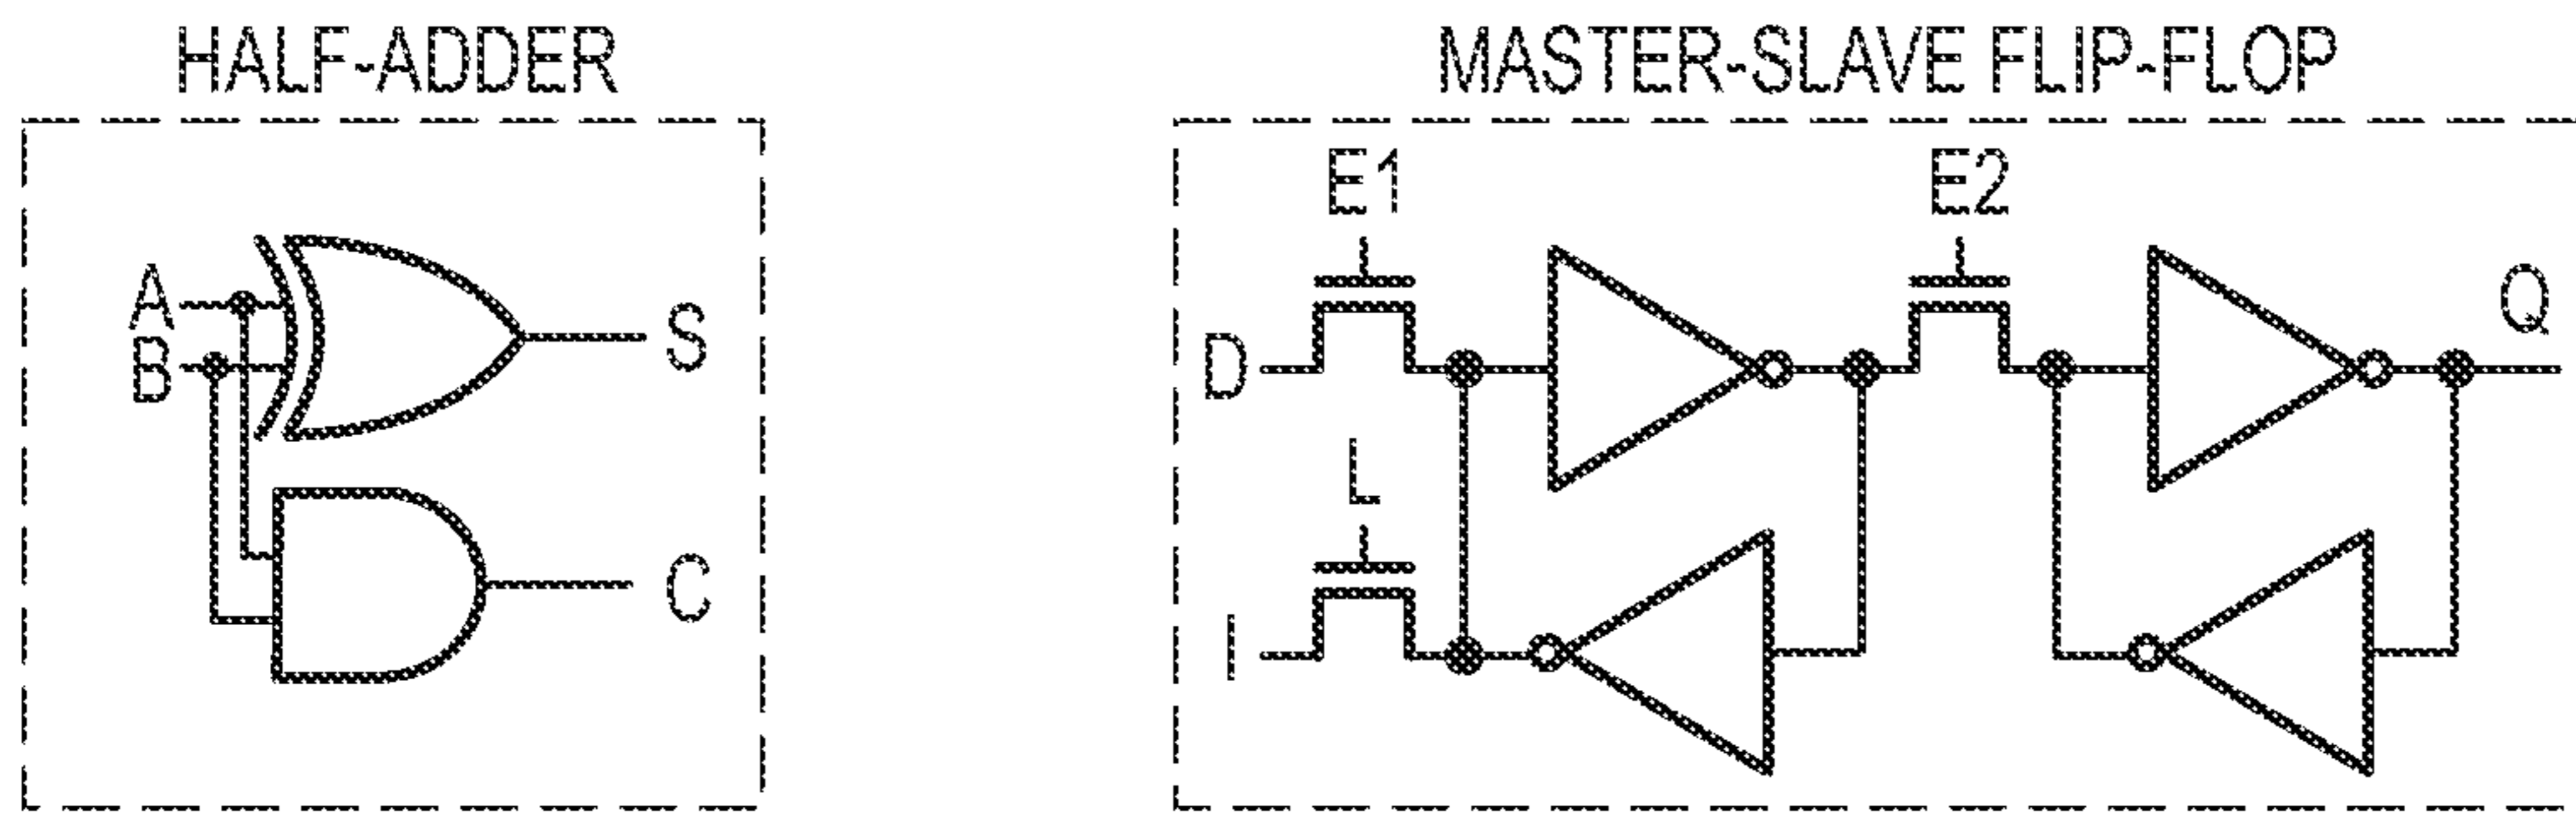 HALF-ADDER
A
B
S
C
MASTER-SLAVE FLIP-FLOP
E1
E2
D
L
I
Q